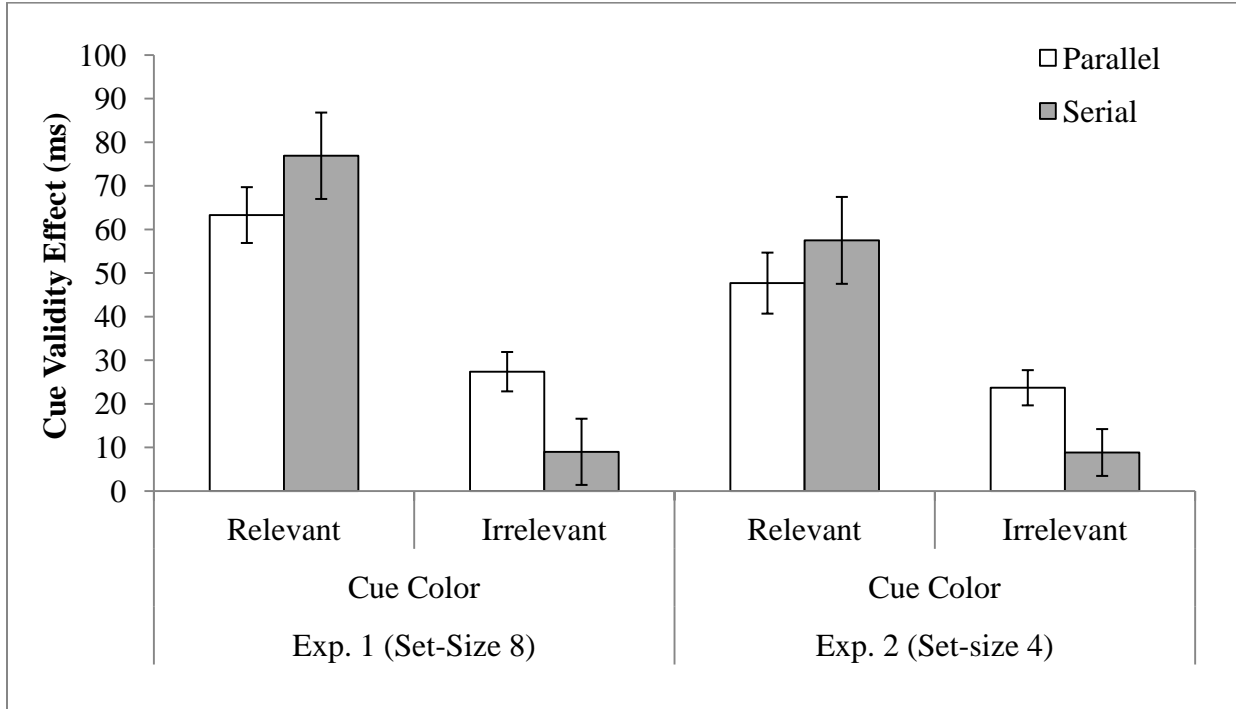 Cue Validity Effect (ms)
100
90
80
70
60
50
40
30
20
10
0
Parallel
Serial
Relevant Irrelevant Relevant Irrelevant
Cue Color Cue Color
Exp. 1 (Set-Size 8) Exp. 2 (Set-size 4)